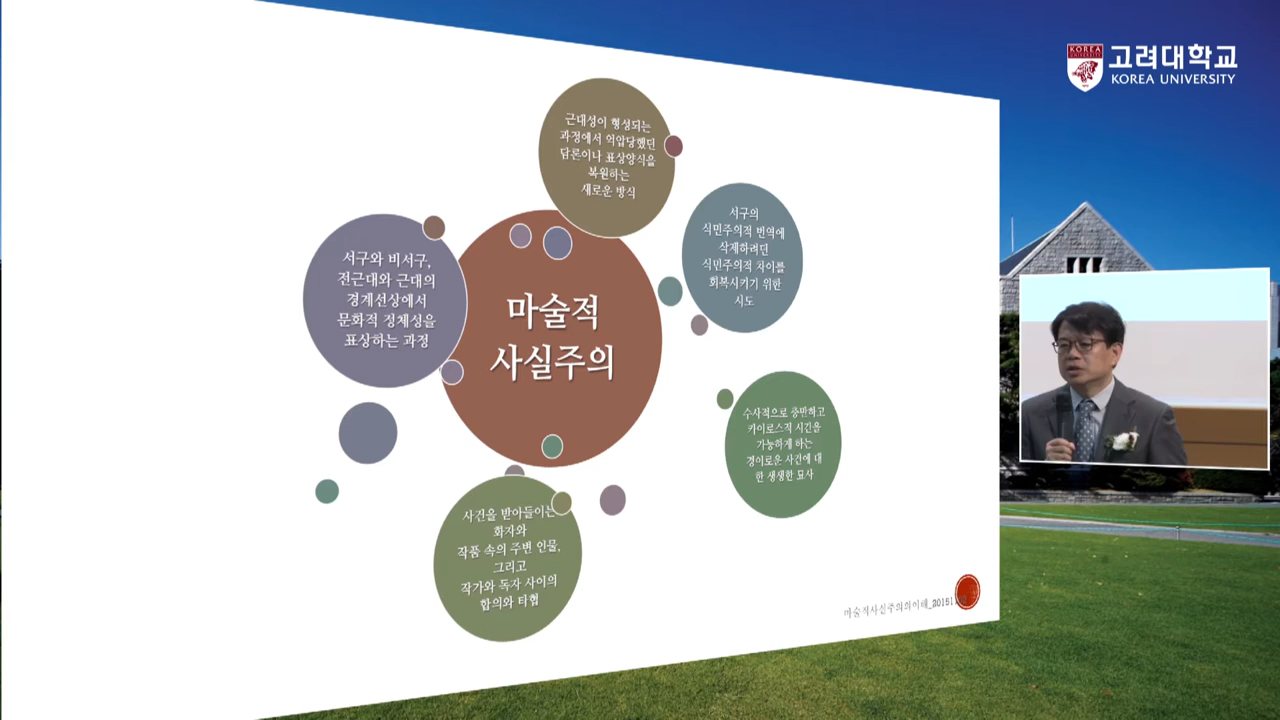 KOREA
고려대학교
KOREA UNIVERSITY
근대성이 형성되는
과정에서 억압당했던
담론이나 표상양식을
복원하는
새로운 방식
서구의
식민주의적 번역에
삭제하려던
식민주의적 차이를
회복시키기 위한
시도
서구와 비서구,
전근대와 근대의
경계선상에서
문화적 정체성을
표상하는 과정
마술적
사실주의
수사적으로 충만하고
카이로스적 시간을
가능하게 하는
경이로운 사건에 대
한 생생한 묘사
사건을 받아들이는
화자와
작품 속의 주변 인물,
그리고
작가와 독자 사이의
합의와 타협
마술적사실주의의이해_20151